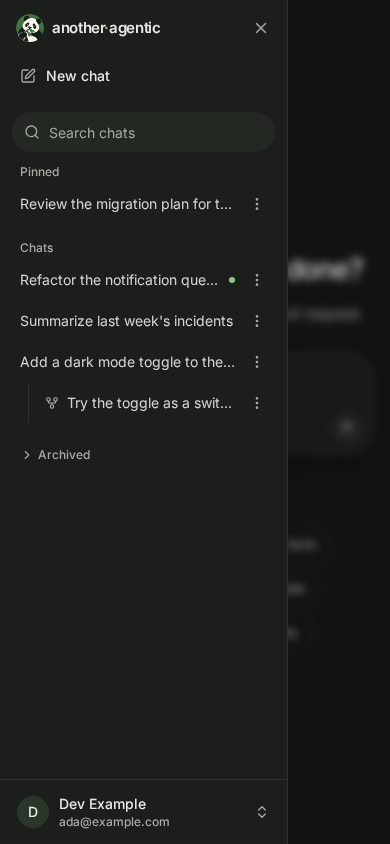 another·agentic
New chat
Search chats
Pinned
Review the migration plan for t...
Chats
Refactor the notification que...
Summarize last week's incidents
Add a dark mode toggle to the...
Try the toggle as a swit...
Archived
D
Dev Example
ada@example.com
done?